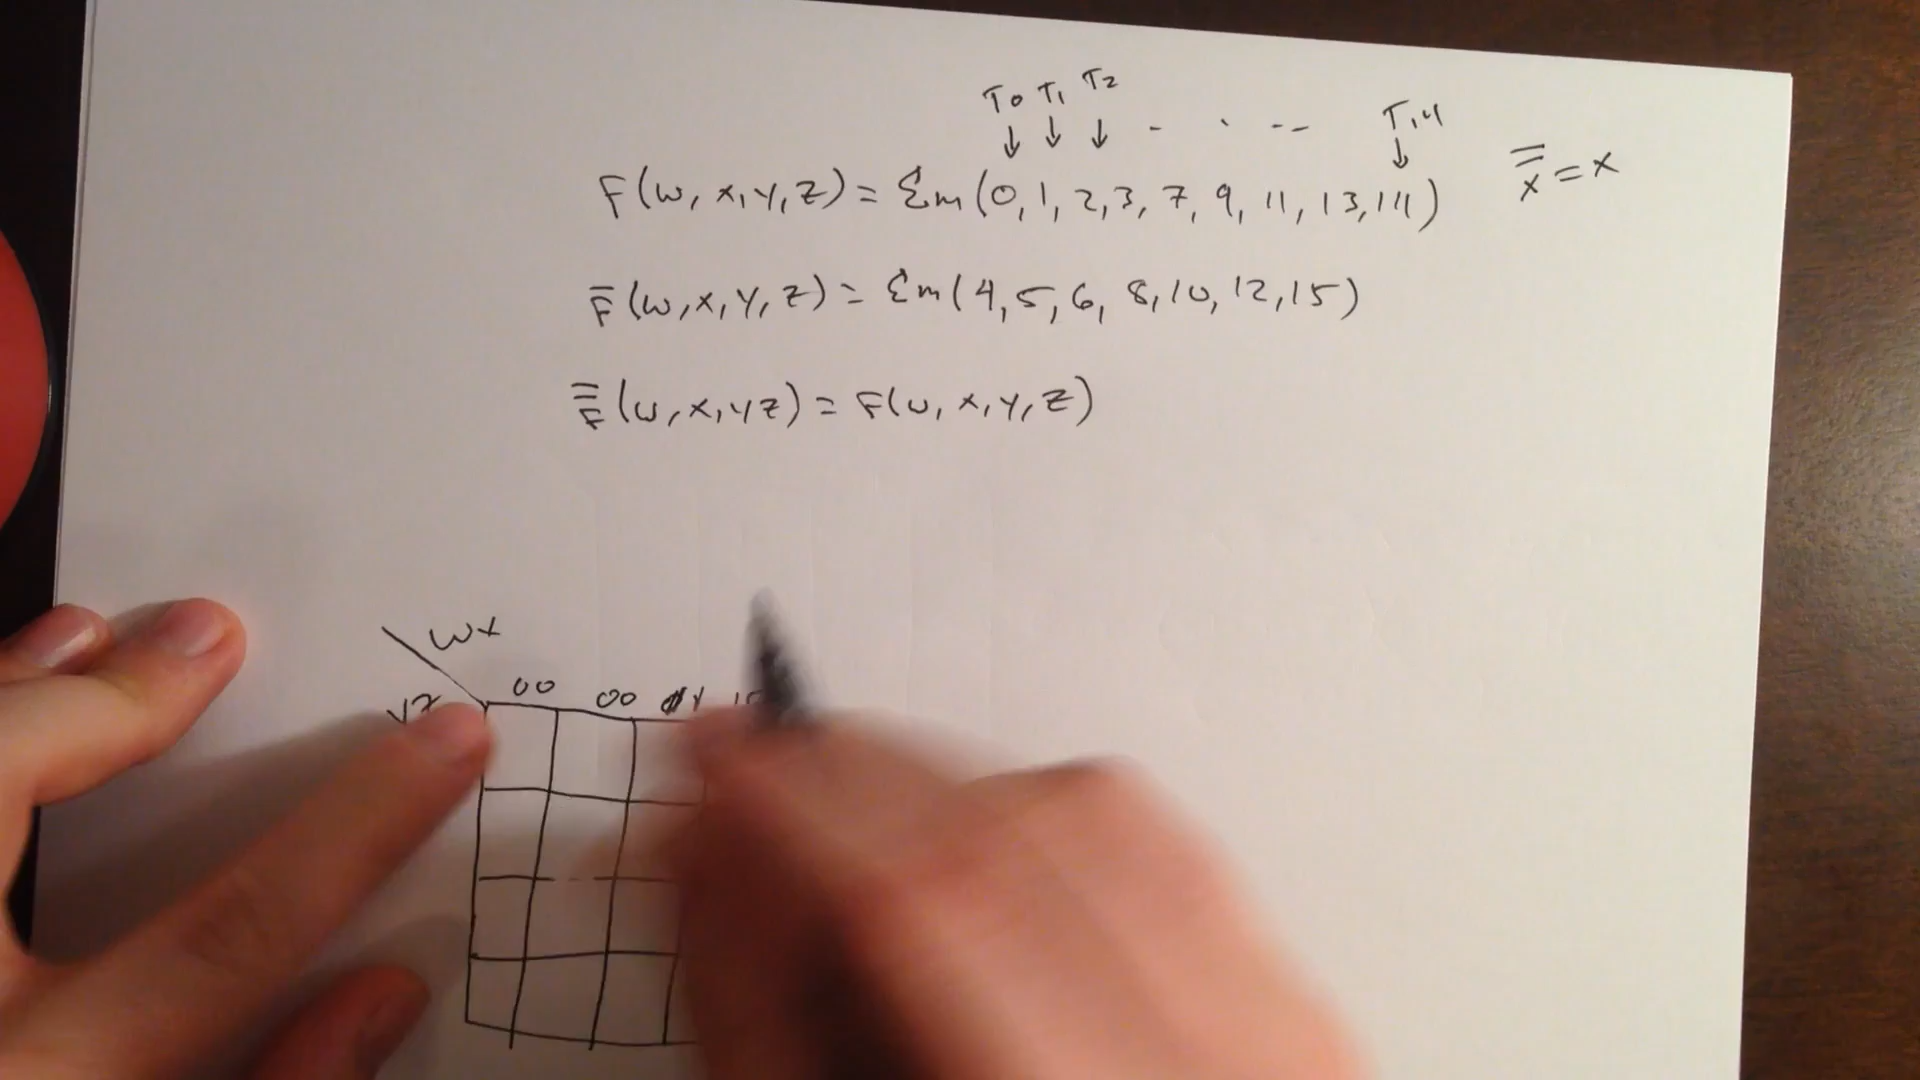 T0 T1 T2 - . -- T14
↓ ↓ ↓ ↓
F(w, x, y, z) = Σm(0, 1, 2, 3, 7, 9, 11, 13, 14) x̿ = x
F̅(w, x, y, z) = Σm(4, 5, 6, 8, 10, 12, 15)
F̿(w, x, y z) = F(w, x, y, z)
wx
yz 00 00